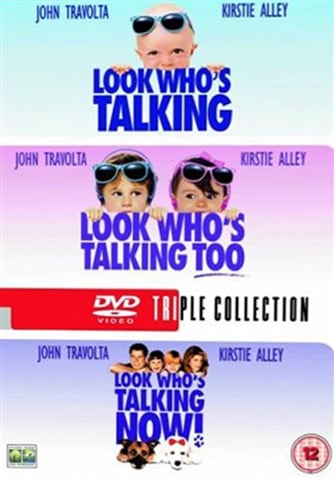 JOHN TRAVOLTA KIRSTIE ALLEY
LOOK WHO'S
TALKING
JOHN TRAVOLTA KIRSTIE ALLEY
LOOK WHO'S
TALKING TOO
DVD
VIDEO
TRIPLE COLLECTION
JOHN TRAVOLTA KIRSTIE ALLEY
LOOK WHO'S
TALKING
NOW!
12